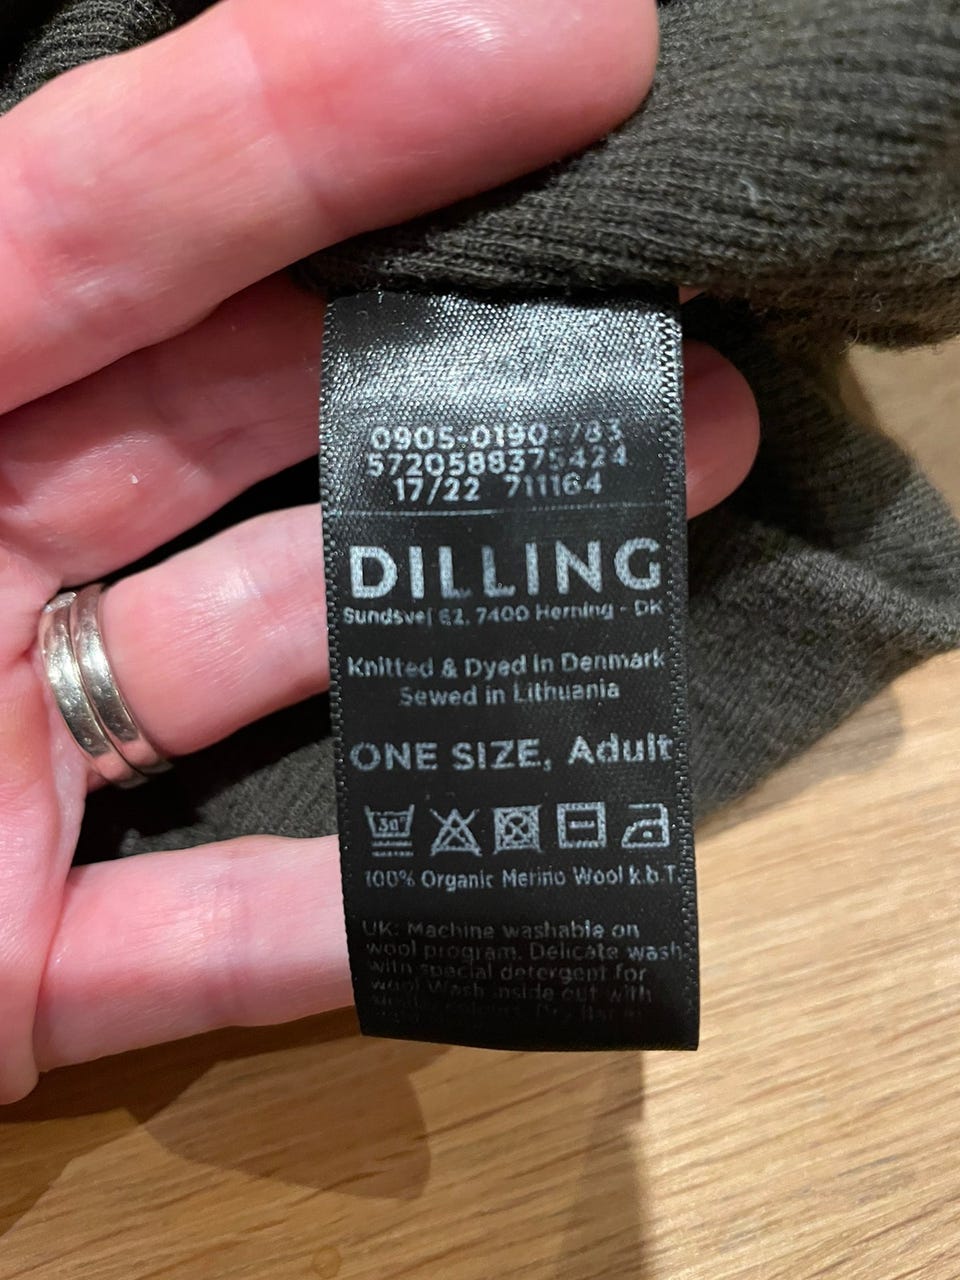 5720588375424
17/22 711164
DILLING
Sundsvej 62, 7400 Herning - DK
Knitted & Dyed in Denmark
Sewed in Lithuania
ONE SIZE, Adult
30°
100% Organic Merino Wool k.b.T
UK: Machine washable on
wool program. Delicate wash
with special detergent for
wool Wash inside out with